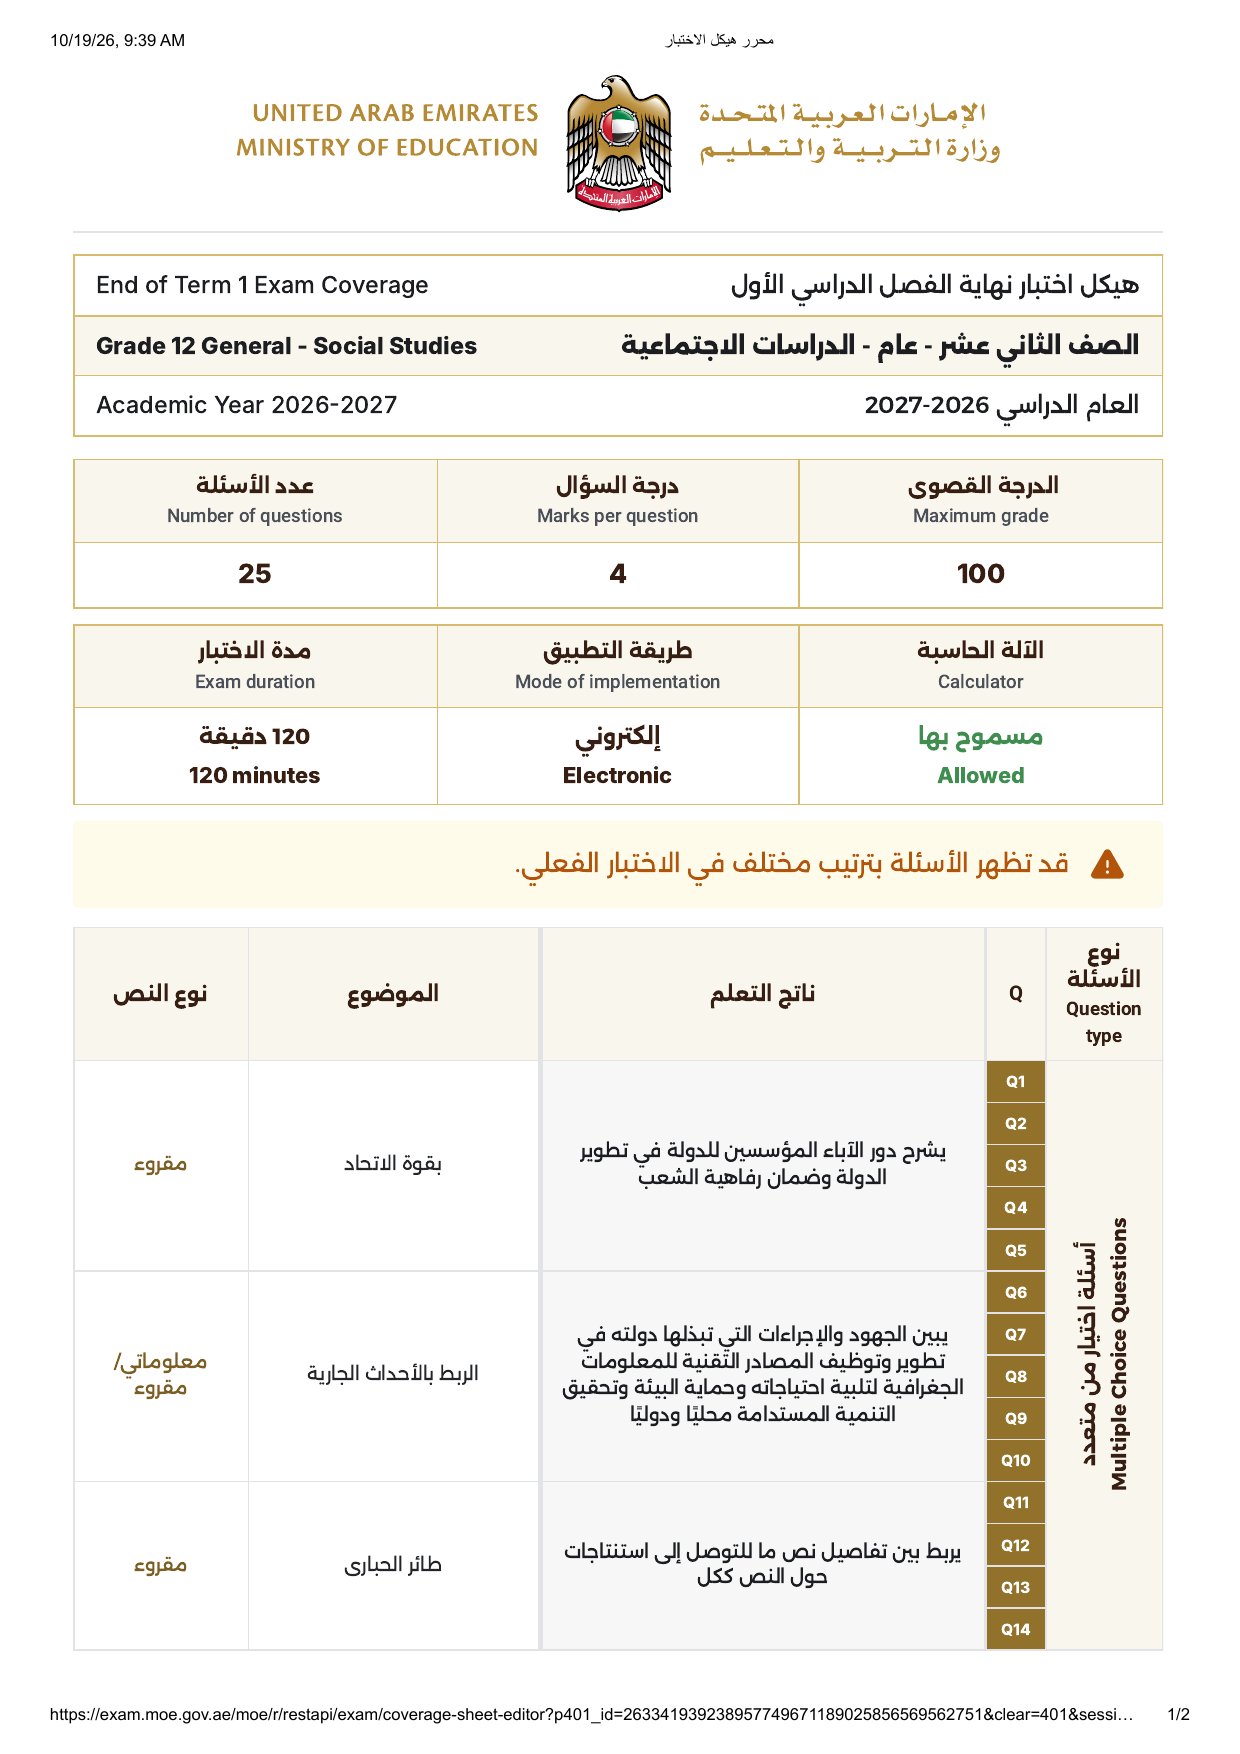 10/19/26, 9:39 AM
محرر هيكل الاختبار
UNITED ARAB EMIRATES
MINISTRY OF EDUCATION
الإمارات العربية المتحدة
وزارة التربية والتعليم
الإمارات العربية المتحدة
End of Term 1 Exam Coverage
هيكل اختبار نهاية الفصل الدراسي الأول
Grade 12 General - Social Studies
الصف الثاني عشر - عام - الدراسات الاجتماعية
Academic Year 2026-2027
العام الدراسي 2026-2027
عدد الأسئلة
Number of questions
درجة السؤال
Marks per question
الدرجة القصوى
Maximum grade
25
4
100
مدة الاختبار
Exam duration
طريقة التطبيق
Mode of implementation
الآلة الحاسبة
Calculator
120 دقيقة
120 minutes
إلكتروني
Electronic
مسموح بها
Allowed
قد تظهر الأسئلة بترتيب مختلف في الاختبار الفعلي.
نوع
الأسئلة
Question
type
Q
ناتج التعلم
الموضوع
نوع النص
أسئلة اختيار من متعدد
Multiple Choice Questions
Q1
Q2
Q3
Q4
Q5
يشرح دور الآباء المؤسسين للدولة في تطوير
الدولة وضمان رفاهية الشعب
بقوة الاتحاد
مقروء
Q6
Q7
Q8
Q9
Q10
يبين الجهود والإجراءات التي تبذلها دولته في
تطوير وتوظيف المصادر التقنية للمعلومات
الجغرافية لتلبية احتياجاته وحماية البيئة وتحقيق
التنمية المستدامة محليًا ودوليًا
الربط بالأحداث الجارية
معلوماتي/
مقروء
Q11
Q12
Q13
Q14
يربط بين تفاصيل نص ما للتوصل إلى استنتاجات
حول النص ككل
طائر الحبارى
مقروء
https://exam.moe.gov.ae/moe/r/restapi/exam/coverage-sheet-editor?p401_id=263341939238957749671189025856569562751&clear=401&sessi…
1/2